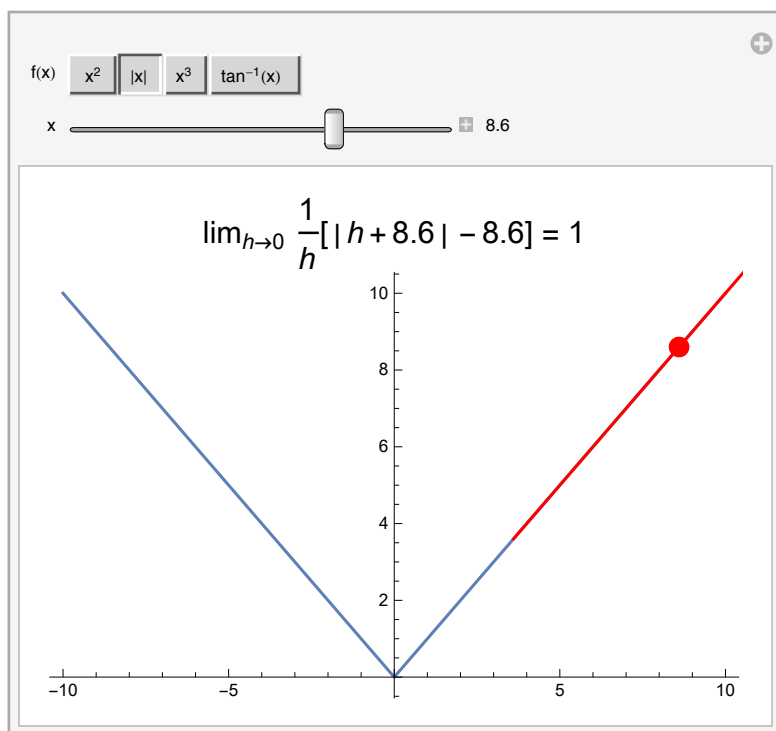 f(x) x² |x| x³ tan⁻¹(x)
x 8.6
lim_{h→0} 1/h [| h + 8.6 | − 8.6] = 1
10
8
6
4
2
−10 −5 5 10